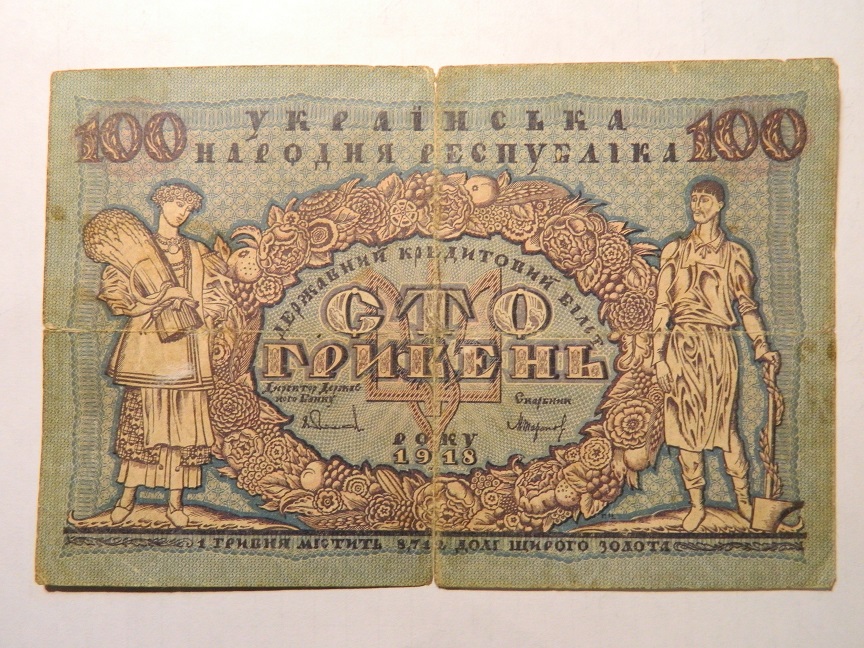 100 УКРАЇНСЬКА 100
НАРОДНЯ РЕСПУБЛІКА
ДЕРЖАВНИЙ КРЕДИТОВИЙ БІЛЕТ
СТО
ГРИВЕНЬ
Директор Держав
ного Банку
Скарбник
РОКУ
1918
1 ГРИВНЯ МІСТИТЬ 8,712 ДОЛІ ЩИРОГО ЗОЛОТА